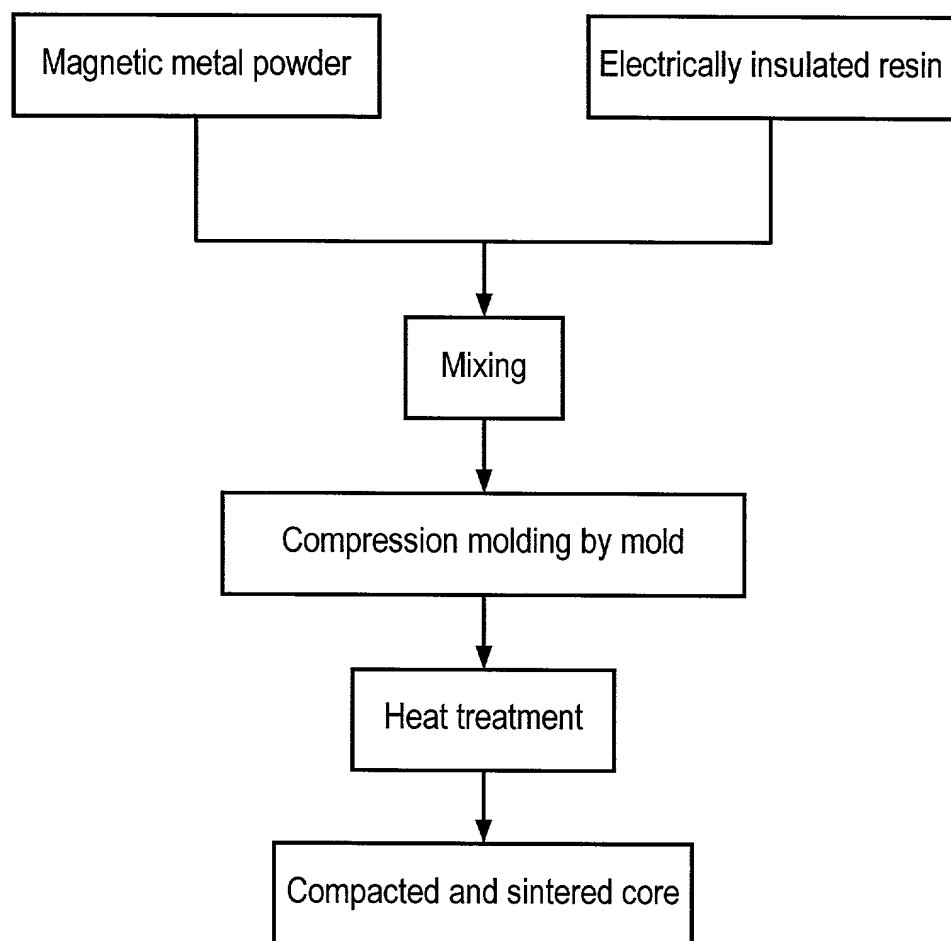 Magnetic metal powder
Electrically insulated resin
Mixing
Compression molding by mold
Heat treatment
Compacted and sintered core